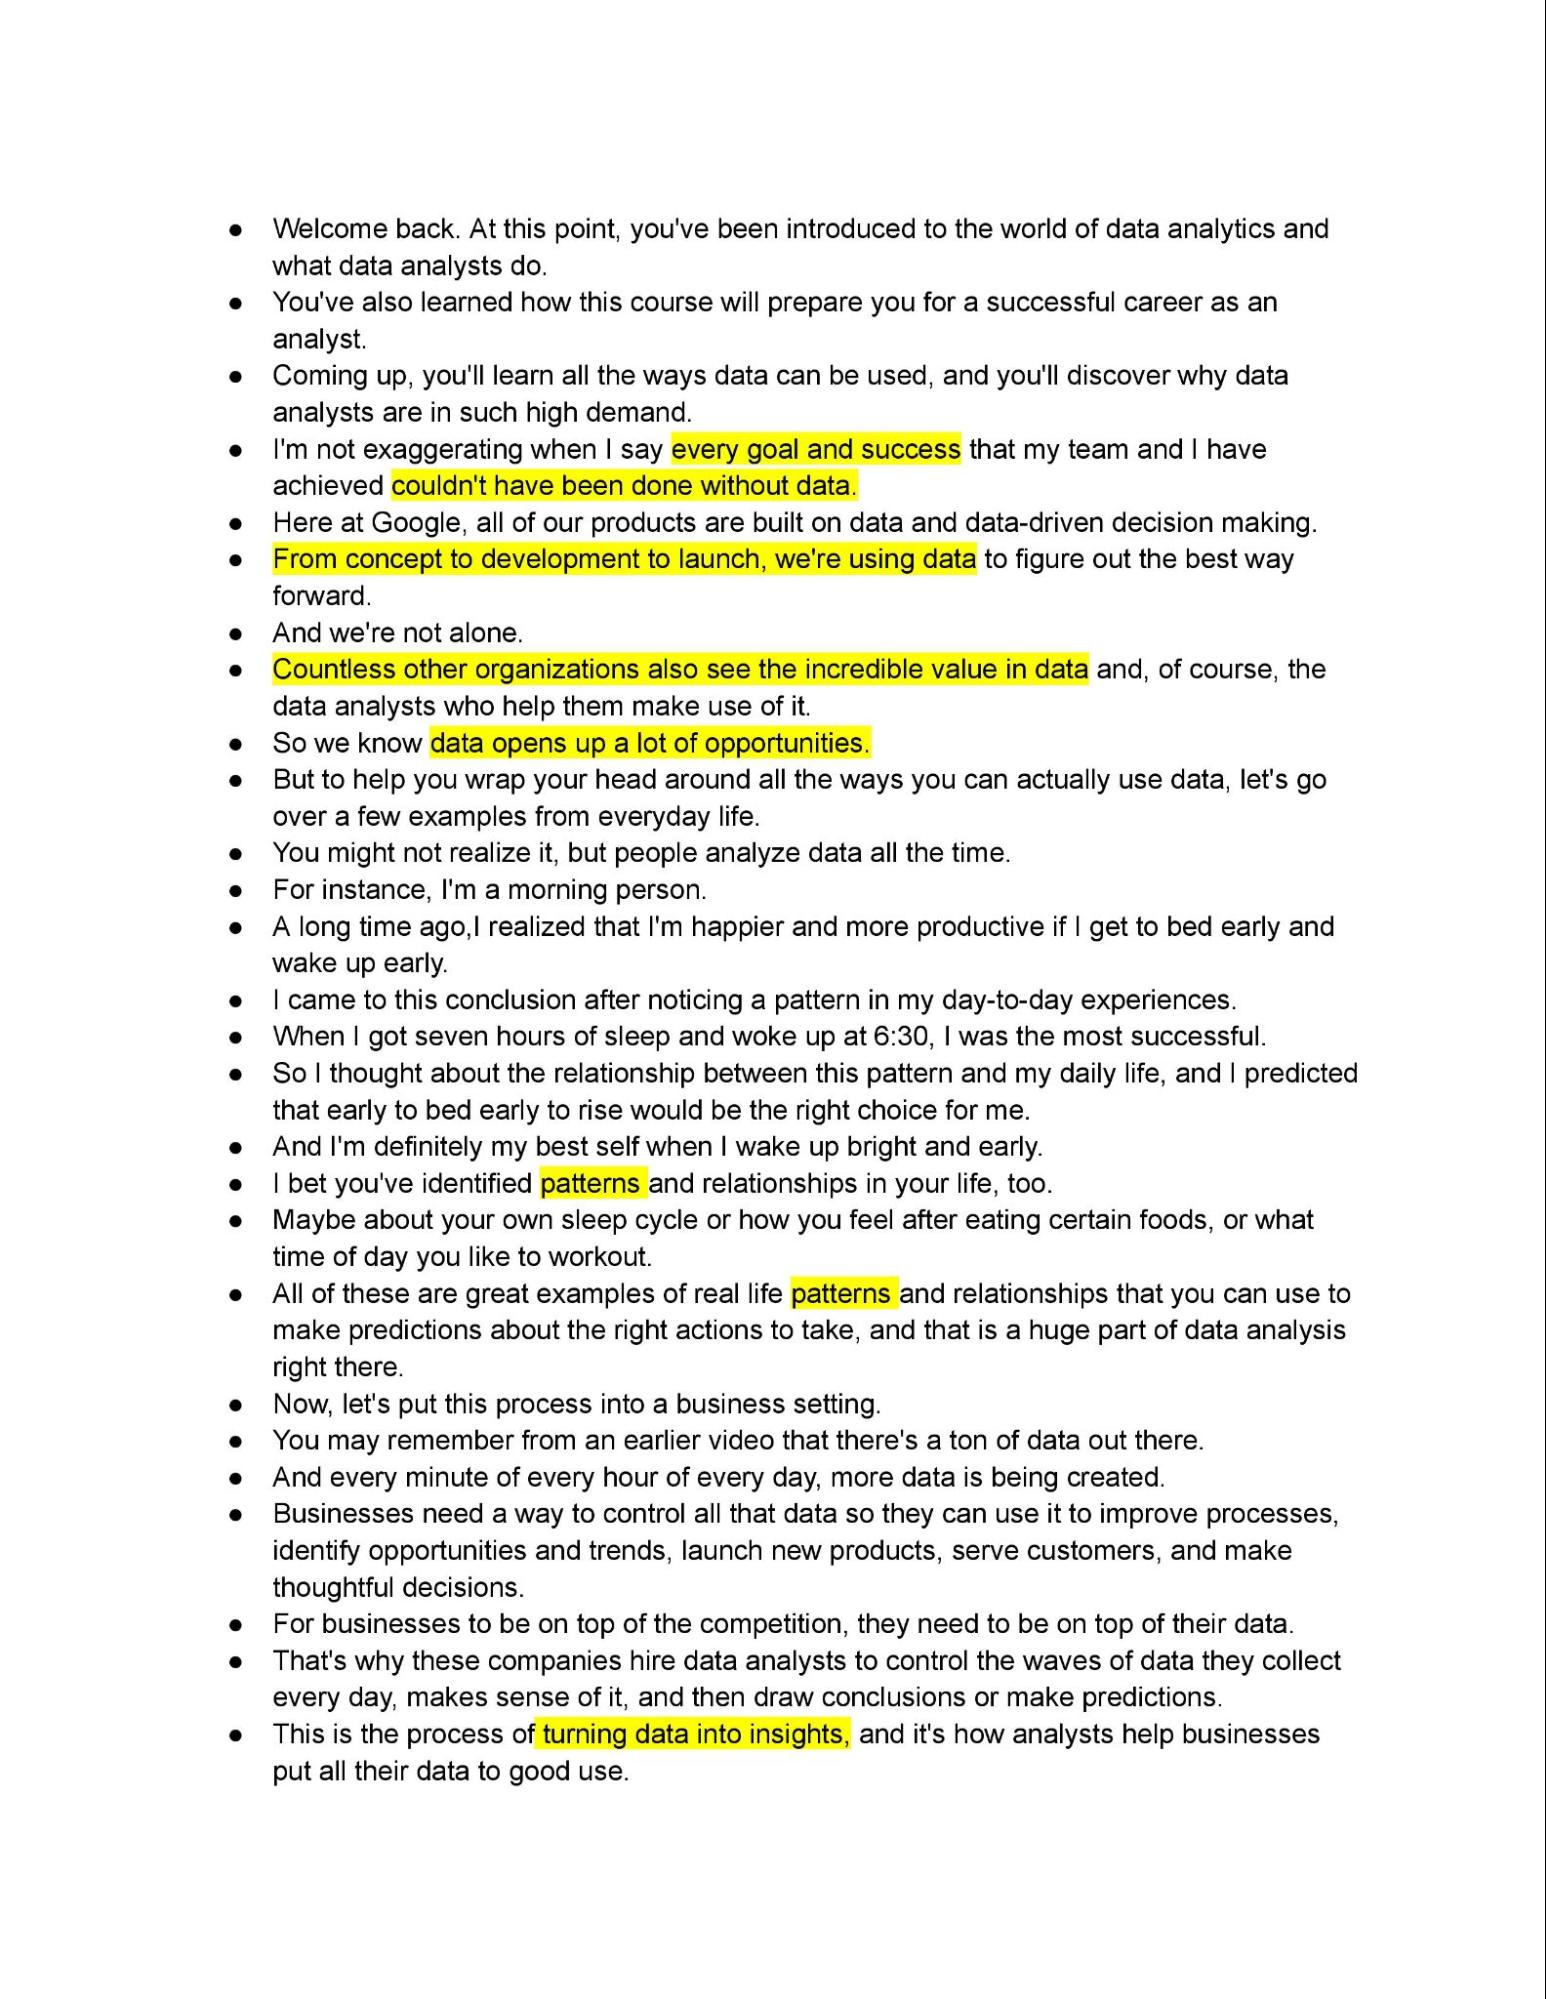 ● Welcome back. At this point, you've been introduced to the world of data analytics and
what data analysts do.
● You've also learned how this course will prepare you for a successful career as an
analyst.
● Coming up, you'll learn all the ways data can be used, and you'll discover why data
analysts are in such high demand.
● I'm not exaggerating when I say every goal and success that my team and I have
achieved couldn't have been done without data.
● Here at Google, all of our products are built on data and data-driven decision making.
● From concept to development to launch, we're using data to figure out the best way
forward.
● And we're not alone.
● Countless other organizations also see the incredible value in data and, of course, the
data analysts who help them make use of it.
● So we know data opens up a lot of opportunities.
● But to help you wrap your head around all the ways you can actually use data, let's go
over a few examples from everyday life.
● You might not realize it, but people analyze data all the time.
● For instance, I'm a morning person.
● A long time ago,I realized that I'm happier and more productive if I get to bed early and
wake up early.
● I came to this conclusion after noticing a pattern in my day-to-day experiences.
● When I got seven hours of sleep and woke up at 6:30, I was the most successful.
● So I thought about the relationship between this pattern and my daily life, and I predicted
that early to bed early to rise would be the right choice for me.
● And I'm definitely my best self when I wake up bright and early.
● I bet you've identified patterns and relationships in your life, too.
● Maybe about your own sleep cycle or how you feel after eating certain foods, or what
time of day you like to workout.
● All of these are great examples of real life patterns and relationships that you can use to
make predictions about the right actions to take, and that is a huge part of data analysis
right there.
● Now, let's put this process into a business setting.
● You may remember from an earlier video that there's a ton of data out there.
● And every minute of every hour of every day, more data is being created.
● Businesses need a way to control all that data so they can use it to improve processes,
identify opportunities and trends, launch new products, serve customers, and make
thoughtful decisions.
● For businesses to be on top of the competition, they need to be on top of their data.
● That's why these companies hire data analysts to control the waves of data they collect
every day, makes sense of it, and then draw conclusions or make predictions.
● This is the process of turning data into insights, and it's how analysts help businesses
put all their data to good use.